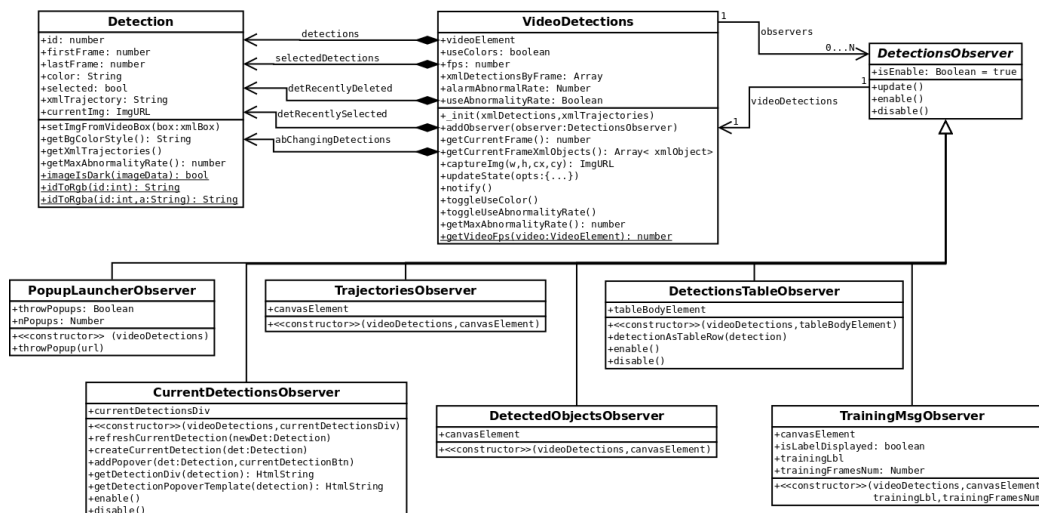 Detection
+id: number
+firstFrame: number
+lastFrame: number
+color: String
+selected: bool
+xmlTrajectory: String
+currentImg: ImgURL
+setImgFromVideoBox(box:xmlBox)
+getBgColorStyle(): String
+getXmlTrajectories()
+getMaxAbnormalityRate(): number
+imageIsDark(imageData): bool
+idToRgb(id:int): String
+idToRgba(id:int,a:String): String
detections
selectedDetections
detRecentlyDeleted
detRecentlySelected
abChangingDetections
VideoDetections
+videoElement
+useColors: boolean
+fps: number
+xmlDetectionsByFrame: Array
+alarmAbnormalRate: Number
+useAbnormalityRate: Boolean
+_init(xmlDetections,xmlTrajectories)
+addObserver(observer:DetectionsObserver)
+getCurrentFrame(): number
+getCurrentFrameXmlObjects(): Array< xmlObject>
+captureImg(w,h,cx,cy): ImgURL
+updateState(opts:{...})
+notify()
+toggleUseColor()
+toggleUseAbnormalityRate()
+getMaxAbnormalityRate(): number
+getVideoFps(video:VideoElement): number
1
observers
0...N
1
videoDetections
1
DetectionsObserver
+isEnable: Boolean = true
+update()
+enable()
+disable()
PopupLauncherObserver
+throwPopups: Boolean
+nPopups: Number
+<<constructor>> (videoDetections)
+throwPopup(url)
TrajectoriesObserver
+canvasElement
+<<constructor>>(videoDetections,canvasElement)
DetectionsTableObserver
+tableBodyElement
+<<constructor>>(videoDetections,tableBodyElement)
+detectionAsTableRow(detection)
+enable()
+disable()
CurrentDetectionsObserver
+currentDetectionsDiv
+<<constructor>>(videoDetections,currentDetectionsDiv)
+refreshCurrentDetection(newDet:Detection)
+createCurrentDetection(det:Detection)
+addPopover(det:Detection,currentDetectionBtn)
+getDetectionDiv(detection): HtmlString
+getDetectionPopoverTemplate(detection): HtmlString
+enable()
+disable()
DetectedObjectsObserver
+canvasElement
+<<constructor>>(videoDetections,canvasElement)
TrainingMsgObserver
+canvasElement
+isLabelDisplayed: boolean
+trainingLbl
+trainingFramesNum: Number
+<<constructor>>(videoDetections,canvasElement
trainingLbl,trainingFramesNum